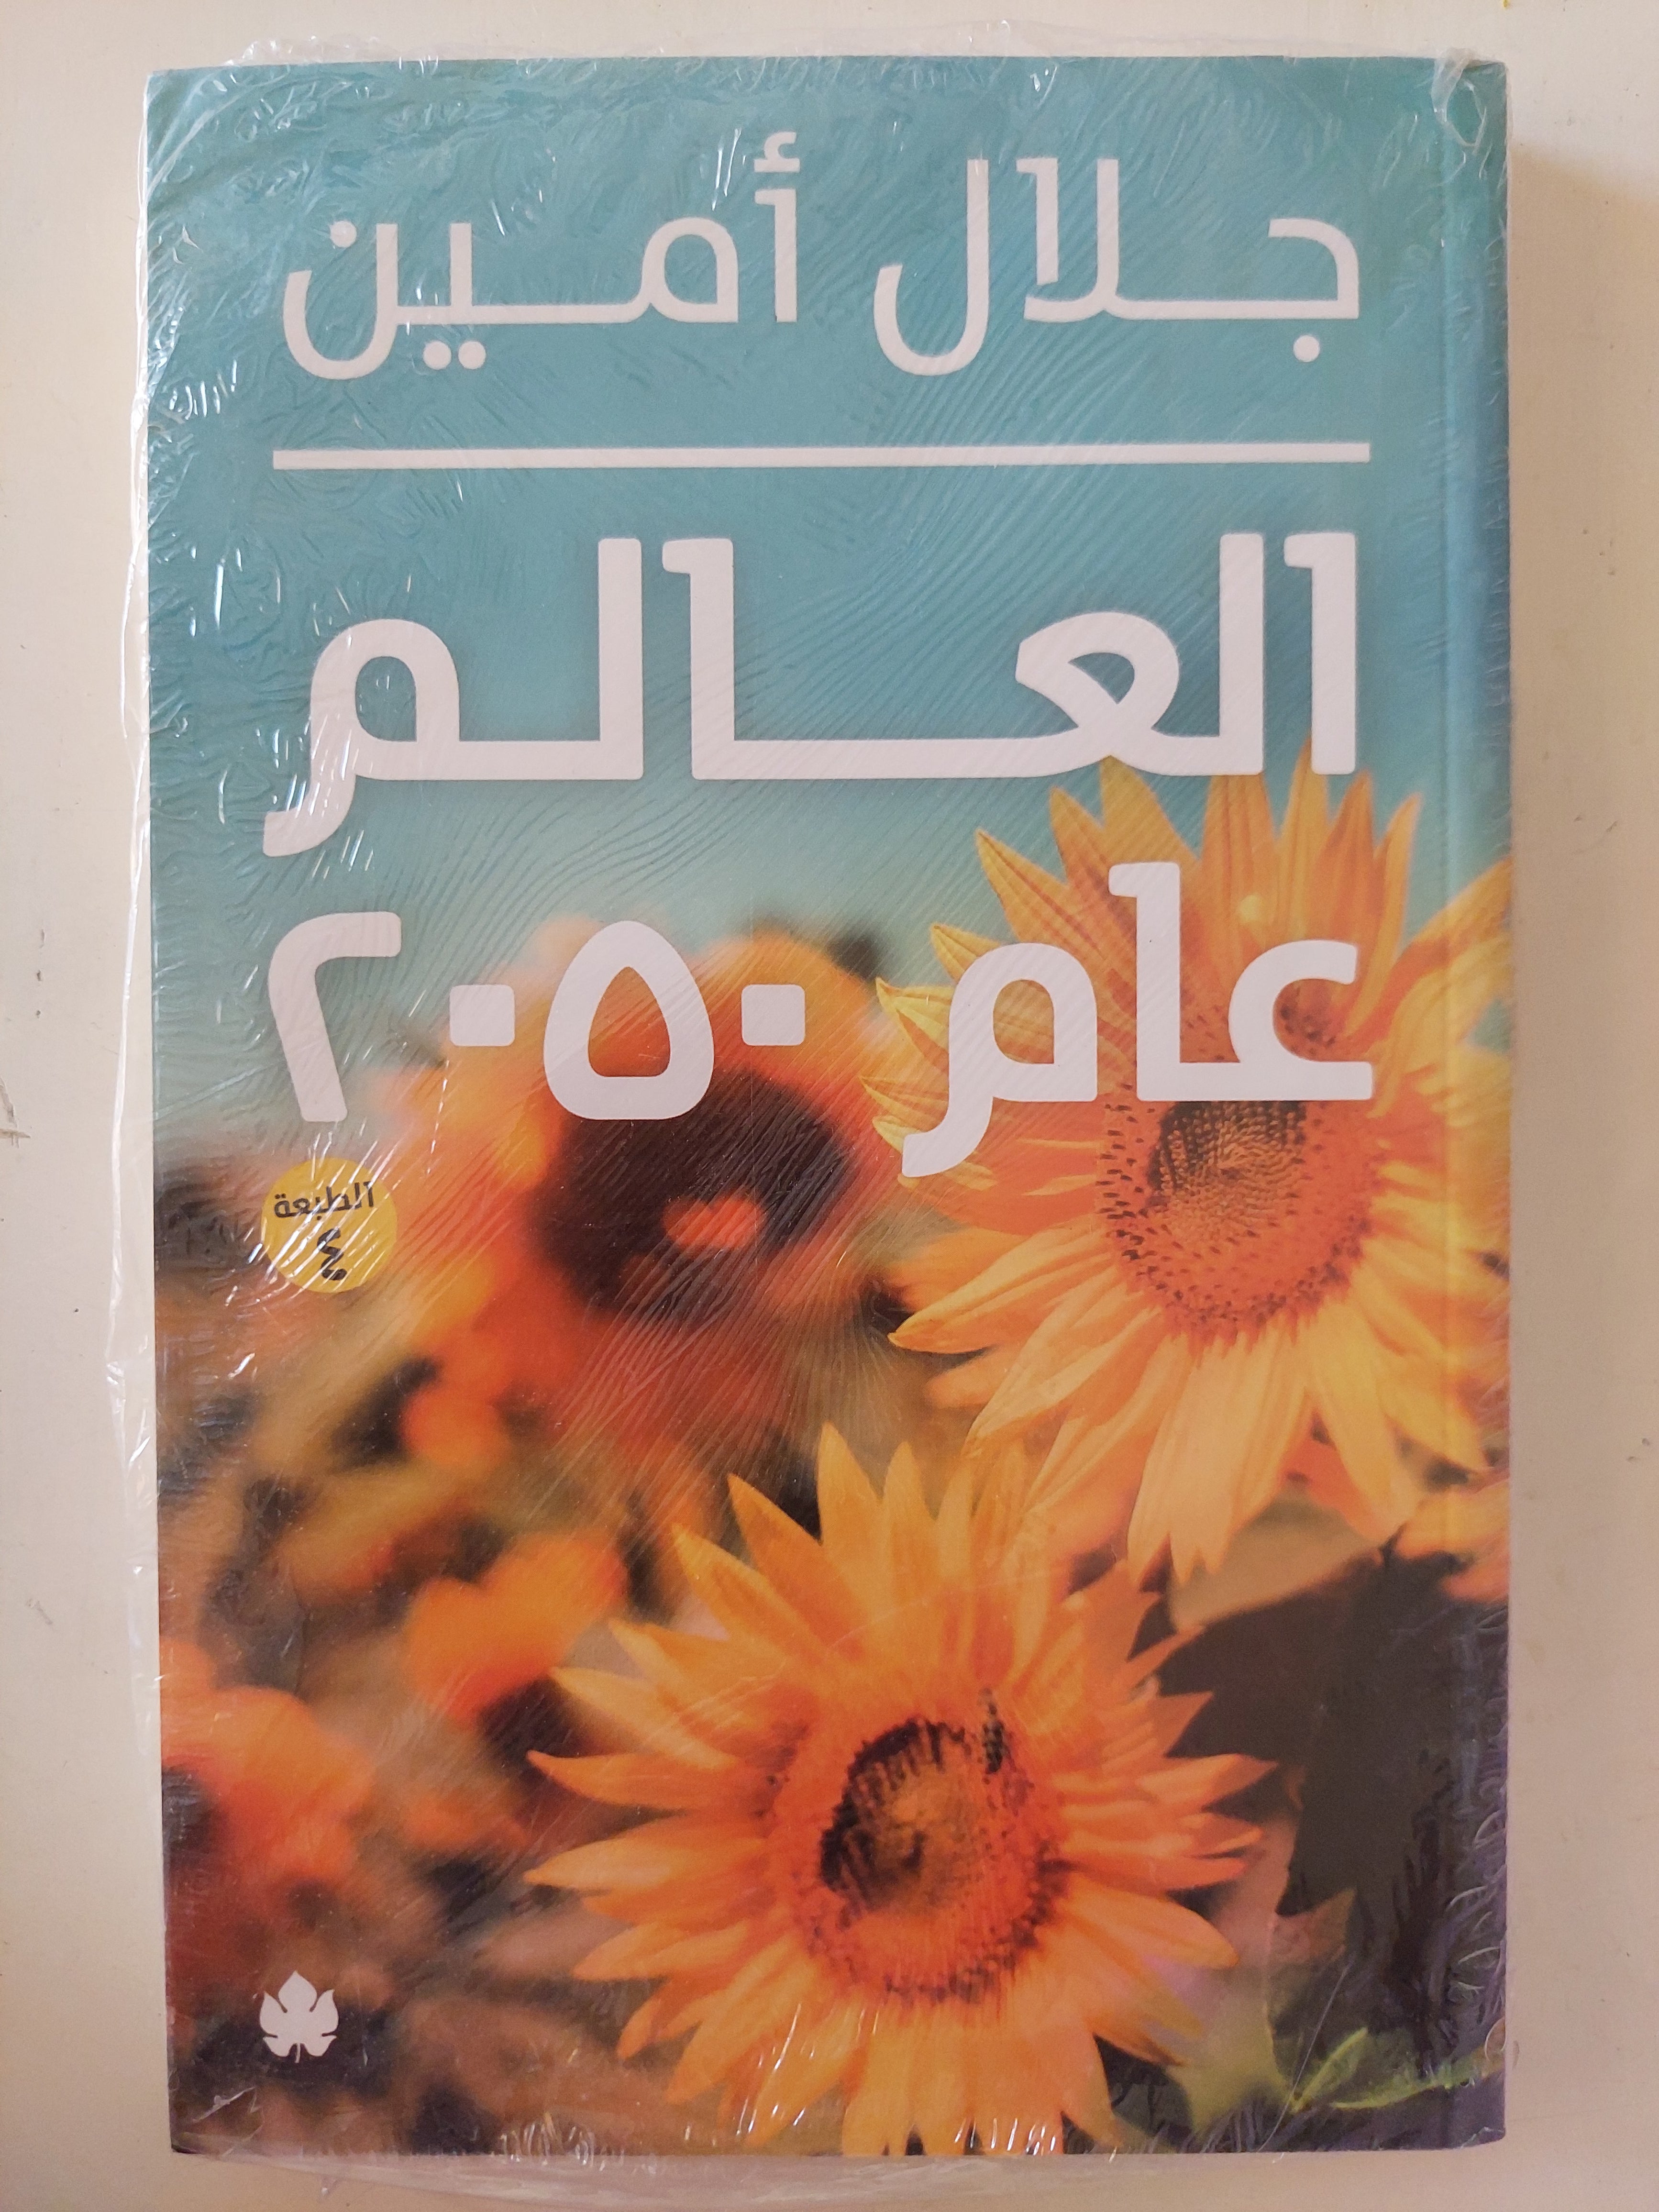 جلال أمين
العالم
عام ٢٠٥٠
الطبعة
٤